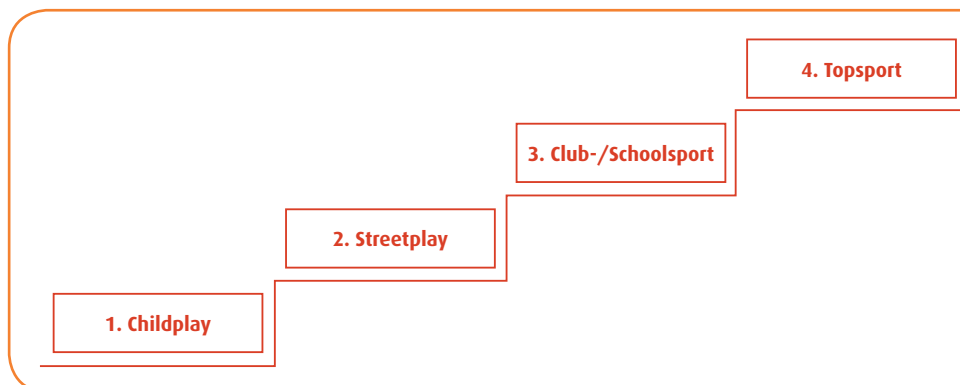 4. Topsport
3. Club-/Schoolsport
2. Streetplay
1. Childplay